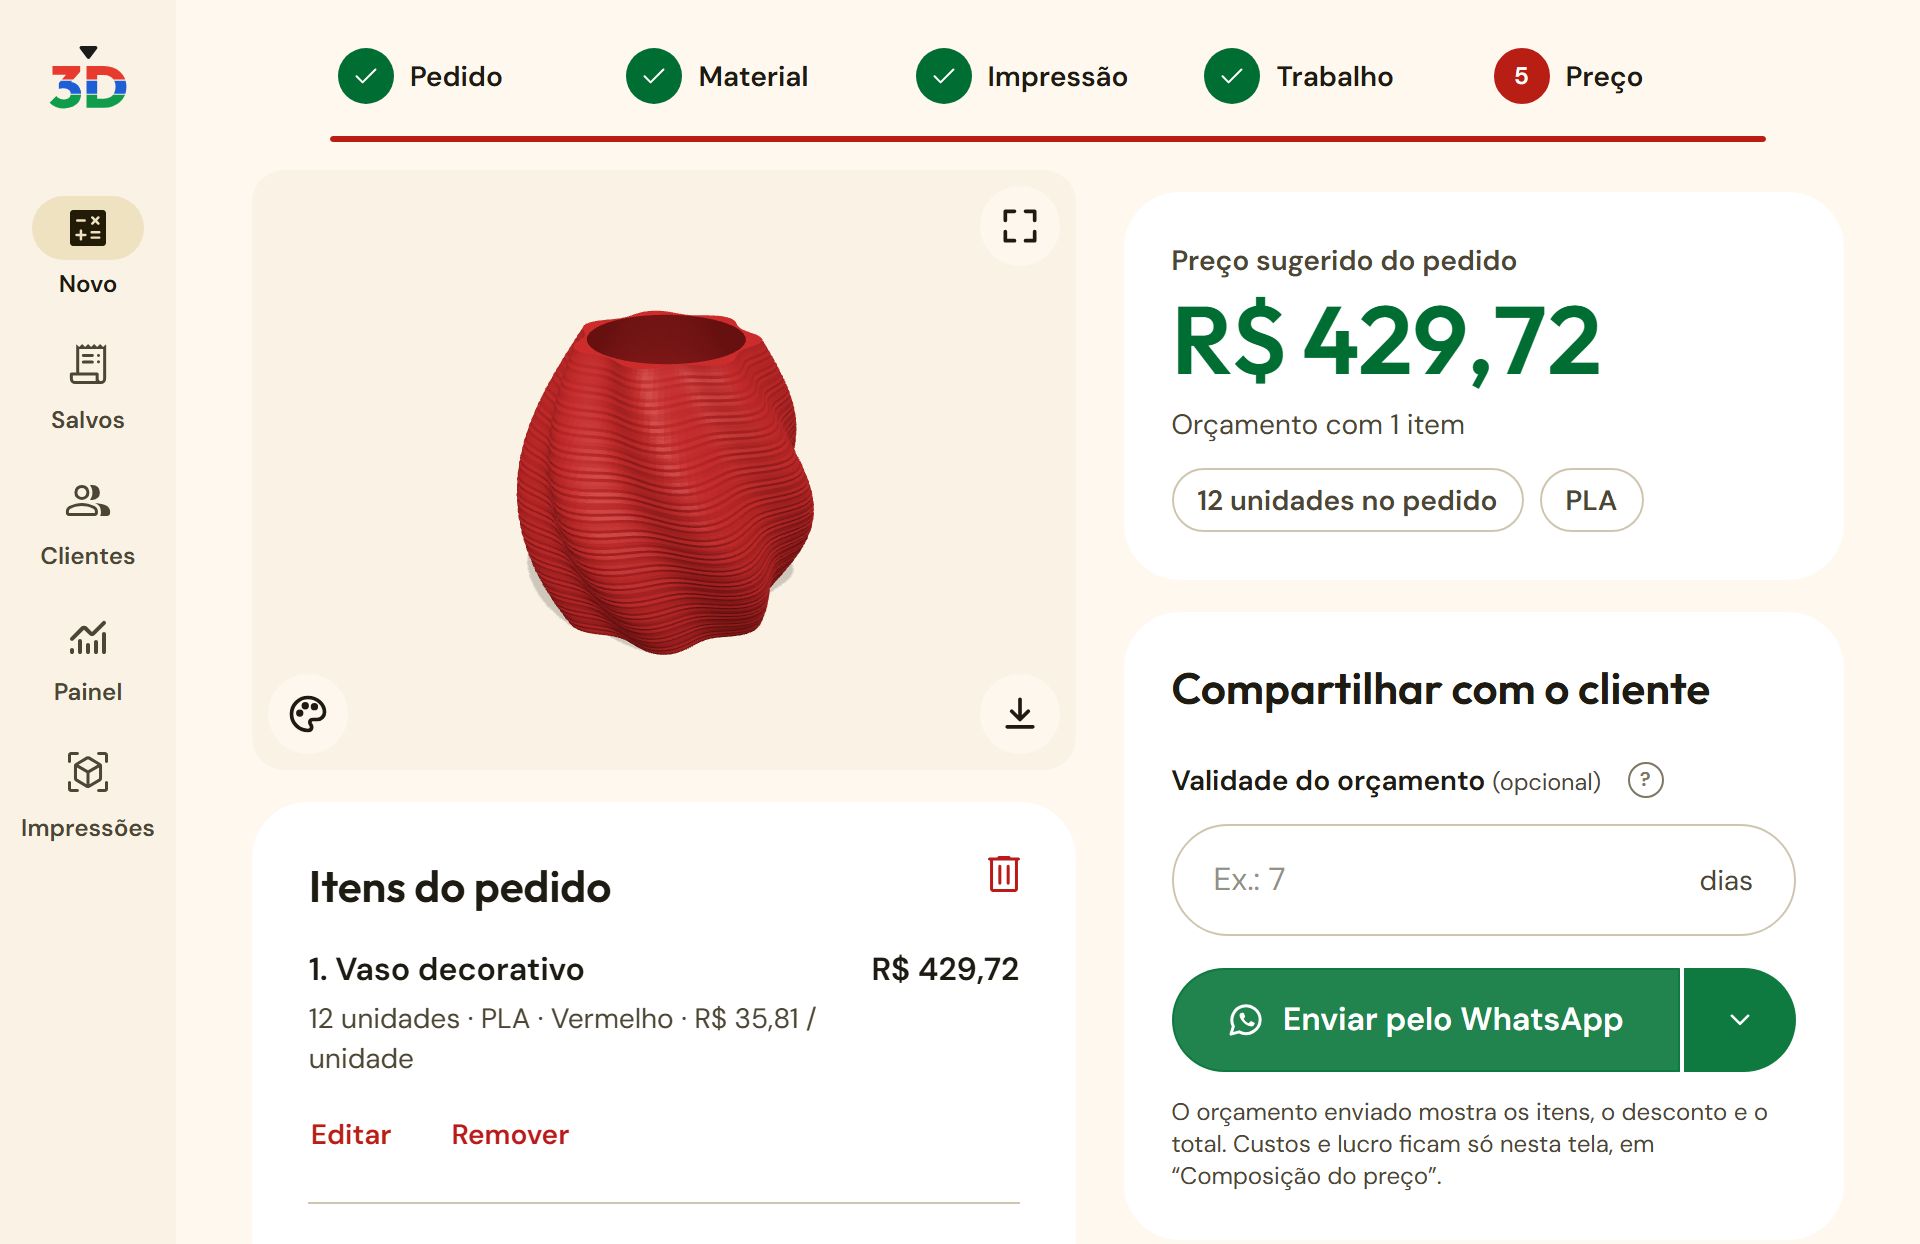 3D
Pedido
Material
Impressão
Trabalho
5 Preço
Novo
Salvos
Clientes
Painel
Impressões
Itens do pedido
1. Vaso decorativo R$ 429,72
12 unidades · PLA · Vermelho · R$ 35,81 /
unidade
Editar Remover
Preço sugerido do pedido
R$ 429,72
Orçamento com 1 item
12 unidades no pedido PLA
Compartilhar com o cliente
Validade do orçamento (opcional) ?
Ex.: 7 dias
Enviar pelo WhatsApp
O orçamento enviado mostra os itens, o desconto e o
total. Custos e lucro ficam só nesta tela, em
“Composição do preço”.